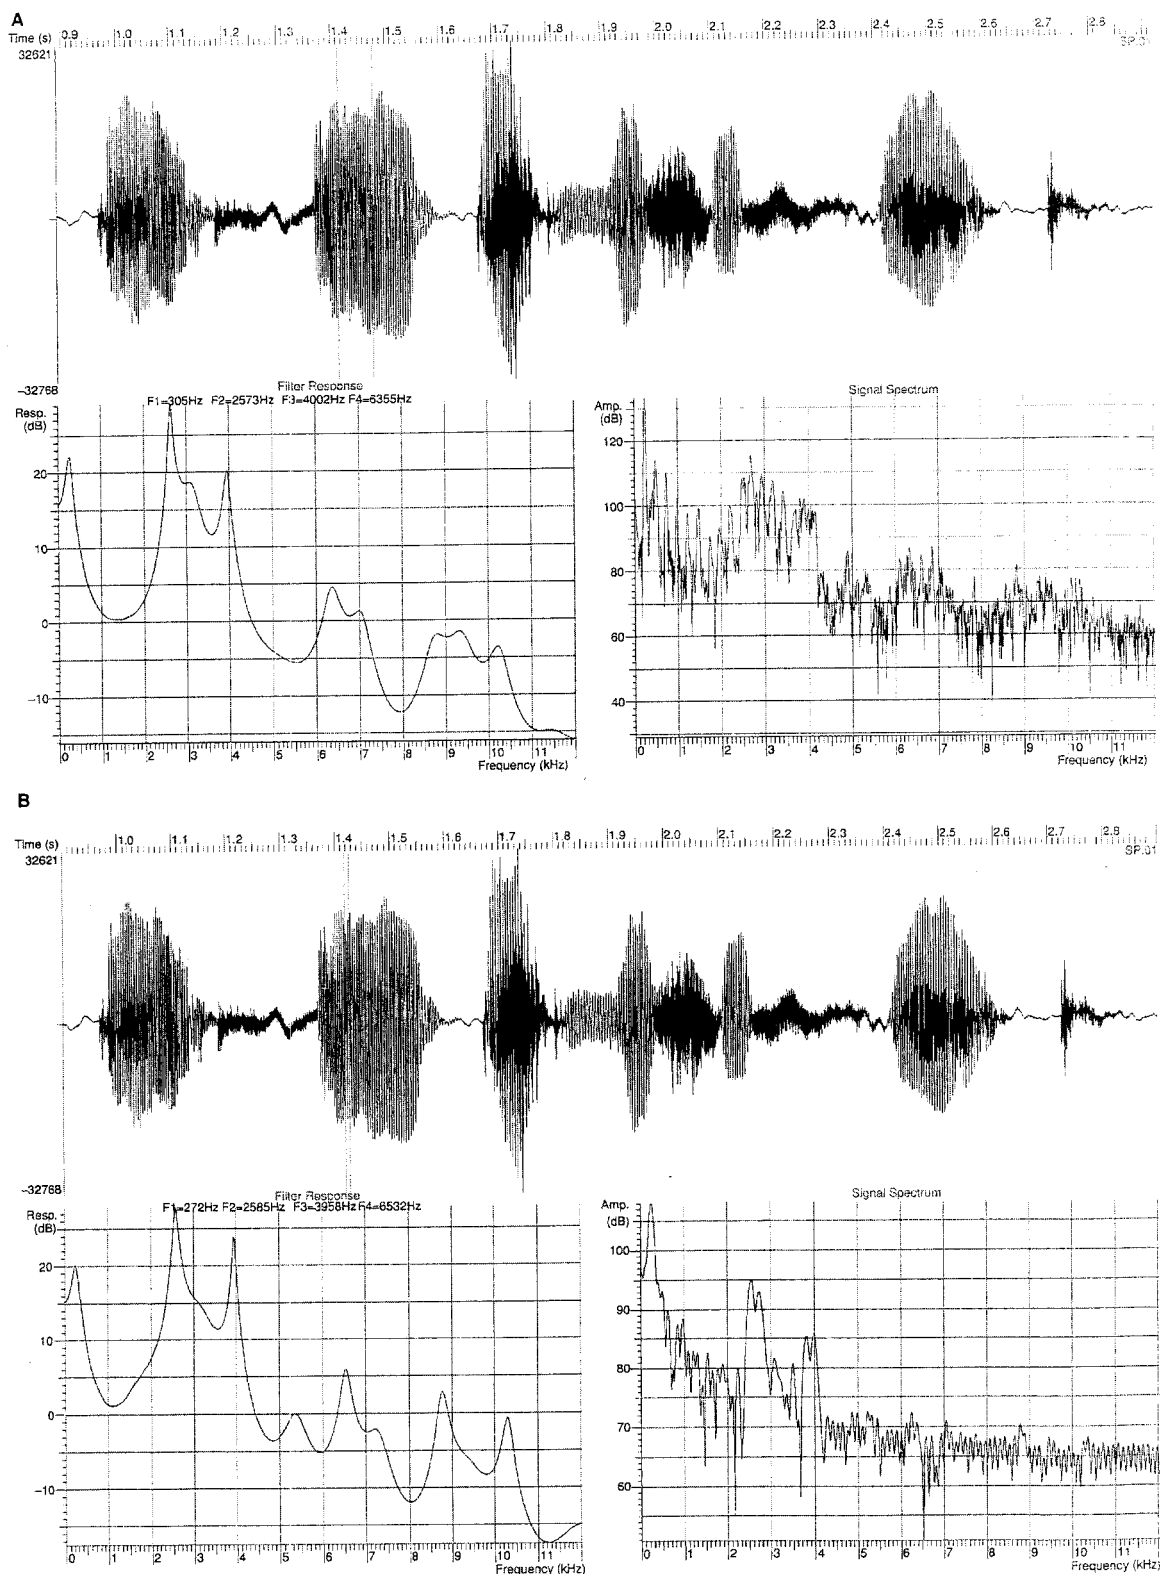 A
Time (s) 0.9 1.0 1.1 1.2 1.3 1.4 1.5 1.6 1.7 1.8 1.9 2.0 2.1 2.2 2.3 2.4 2.5 2.6 2.7 2.8
SP.01
32621
−32768
Filter Response
F1=305Hz F2=2573Hz F3=4002Hz F4=6355Hz
Resp.
(dB)
20
10
0
−10
0 1 2 3 4 5 6 7 8 9 10 11
Frequency (kHz)
Signal Spectrum
Amp.
(dB)
120
100
80
60
40
0 1 2 3 4 5 6 7 8 9 10 11
Frequency (kHz)
B
Time (s) 1.0 1.1 1.2 1.3 1.4 1.5 1.6 1.7 1.8 1.9 2.0 2.1 2.2 2.3 2.4 2.5 2.6 2.7 2.8
SP.01
32621
−32768
Filter Response
F1=272Hz F2=2585Hz F3=3958Hz F4=6532Hz
Resp.
(dB)
20
10
0
−10
0 1 2 3 4 5 6 7 8 9 10 11
Frequency (kHz)
Signal Spectrum
Amp.
(dB)
100
90
80
70
60
0 1 2 3 4 5 6 7 8 9 10 11
Frequency (kHz)